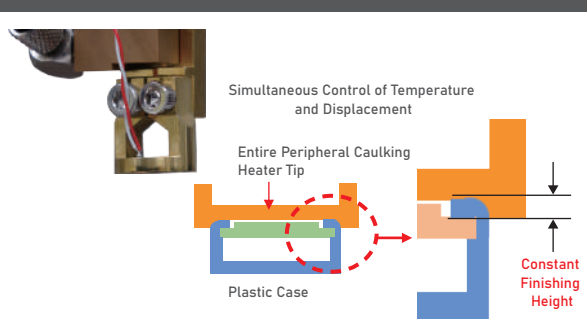 Simultaneous Control of Temperature
and Displacement
Entire Peripheral Caulking
Heater Tip
Plastic Case
Constant
Finishing
Height